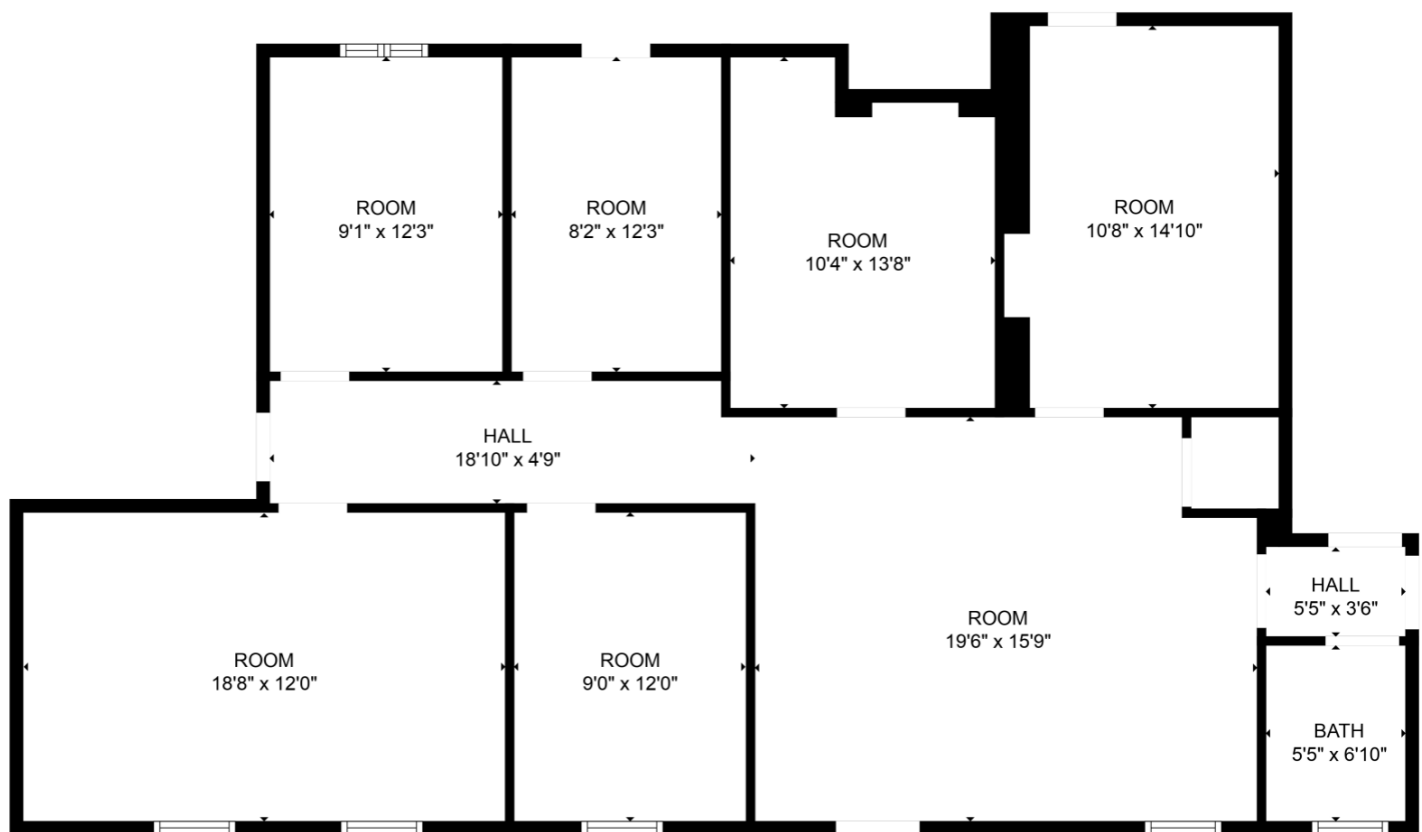 ROOM
9'1" x 12'3"
ROOM
8'2" x 12'3"
ROOM
10'4" x 13'8"
ROOM
10'8" x 14'10"
HALL
18'10" x 4'9"
HALL
5'5" x 3'6"
ROOM
19'6" x 15'9"
ROOM
18'8" x 12'0"
ROOM
9'0" x 12'0"
BATH
5'5" x 6'10"